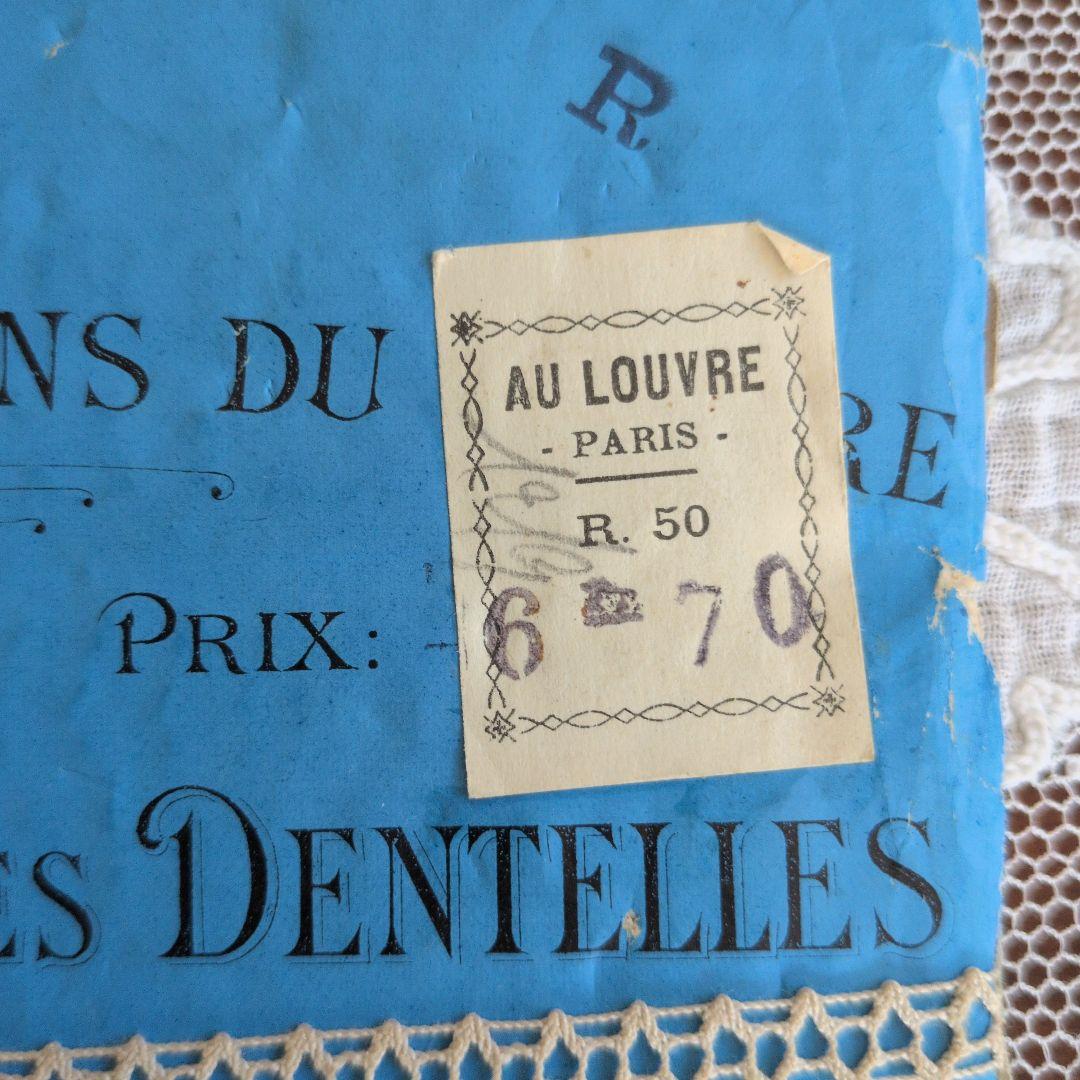 R
NS DU RE
AU LOUVRE
- PARIS -
R. 50
6 70
PRIX:
ES DENTELLES